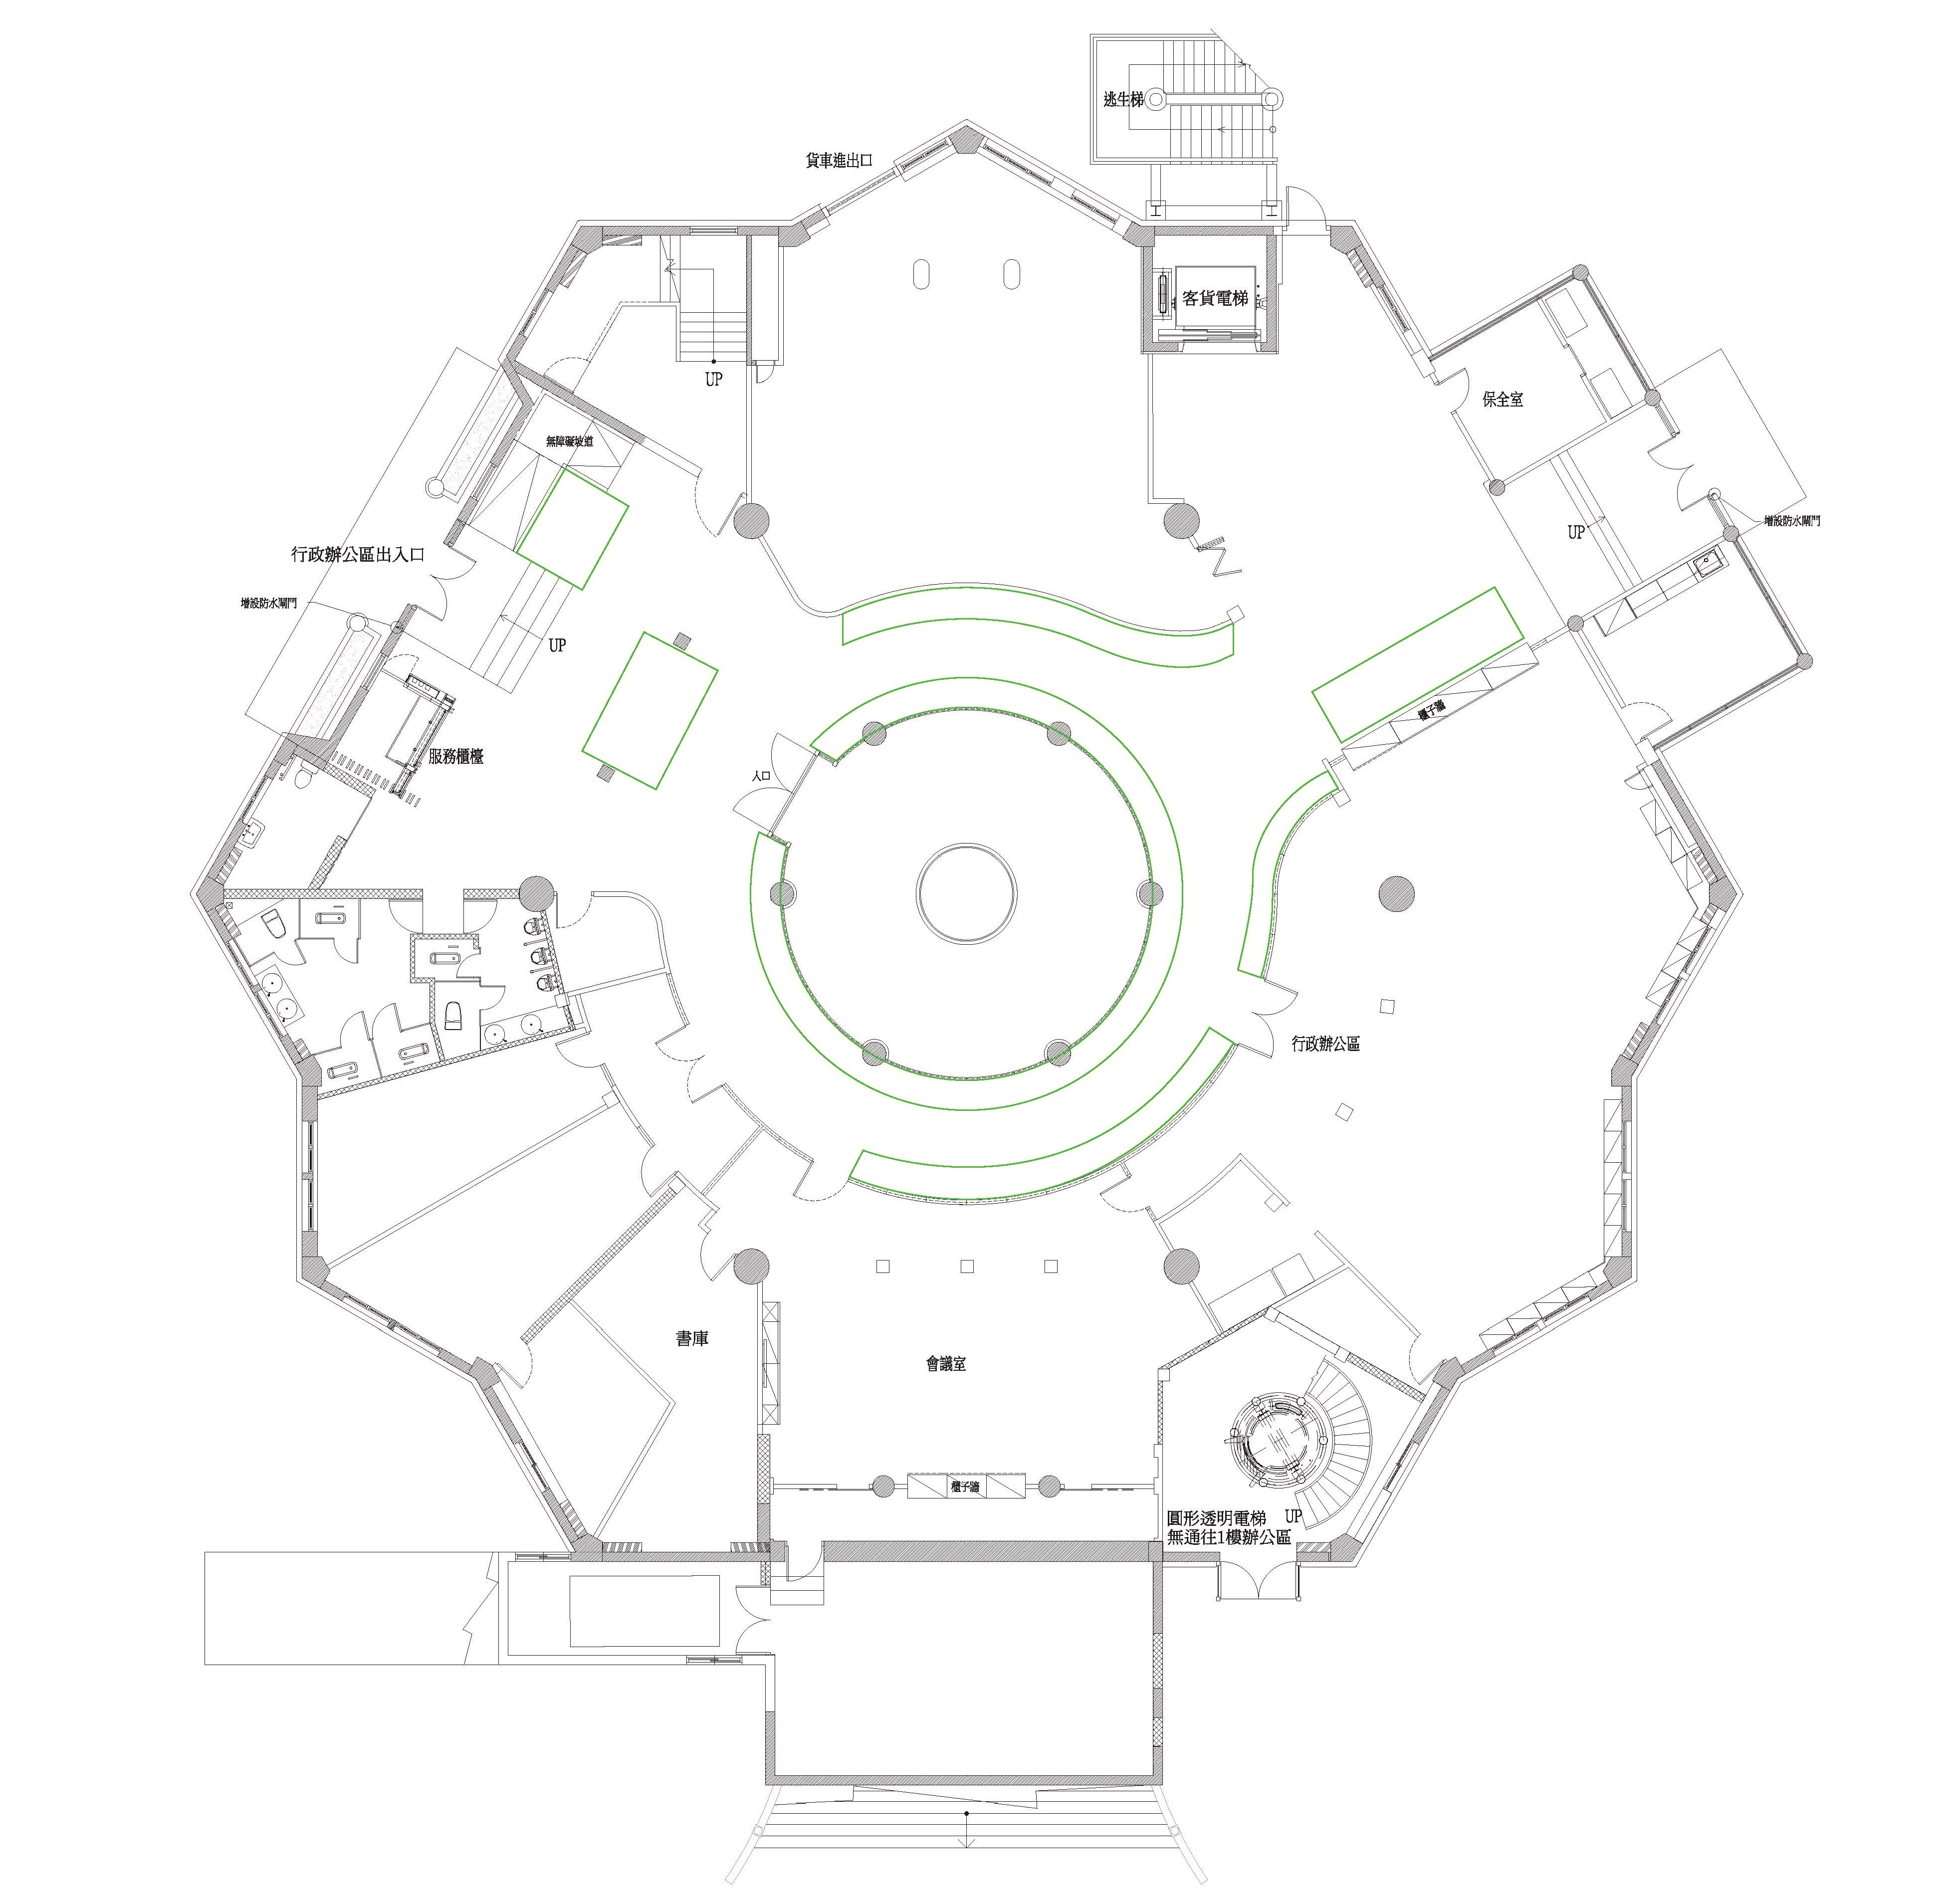 逃生梯
貨車進出口
客貨電梯
UP
保全室
無障礙坡道
增設防水閘門
UP
行政辦公區出入口
增設防水閘門
UP
櫃子牆
服務櫃檯
入口
行政辦公區
書庫
會議室
櫃子牆
圓形透明電梯 UP
無通往1樓辦公區